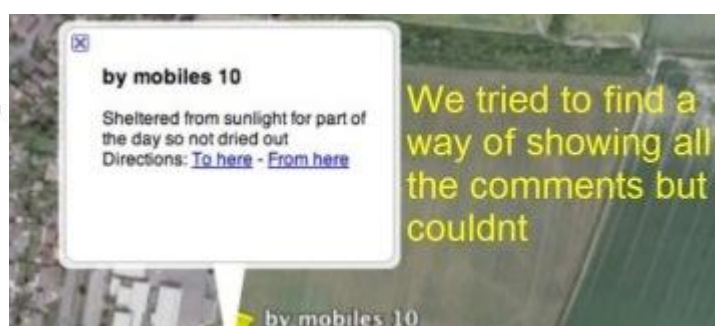 by mobiles 10
Sheltered from sunlight for part of
the day so not dried out
Directions: To here - From here
We tried to find a
way of showing all
the comments but
couldnt
by mobiles 10